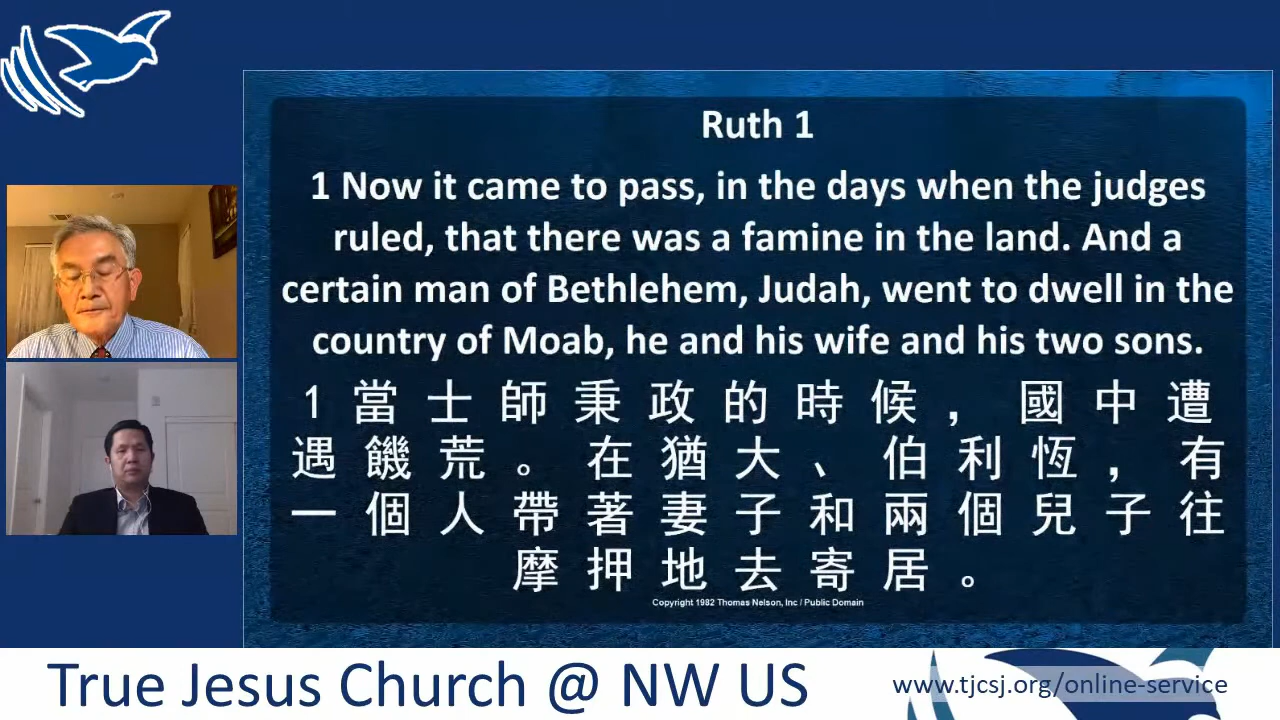 Ruth 1
1 Now it came to pass, in the days when the judges
ruled, that there was a famine in the land. And a
certain man of Bethlehem, Judah, went to dwell in the
country of Moab, he and his wife and his two sons.
1 當士師秉政的時候，國中遭
遇饑荒。在猶大、伯利恆，有
一個人帶著妻子和兩個兒子往
摩押地去寄居。
Copyright 1982 Thomas Nelson, Inc / Public Domain
True Jesus Church @ NW US
www.tjcsj.org/online-service